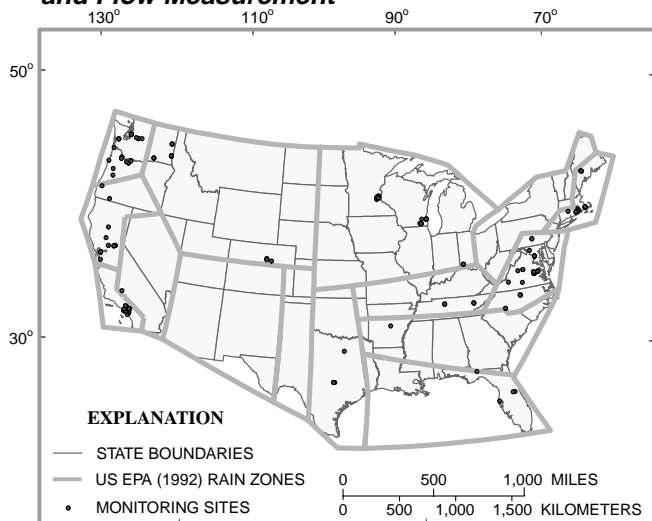 and Flow Measurement
130° 110° 90° 70°
50°
30°
EXPLANATION
STATE BOUNDARIES
US EPA (1992) RAIN ZONES
MONITORING SITES
0 500 1,000 MILES
0 500 1,000 1,500 KILOMETERS